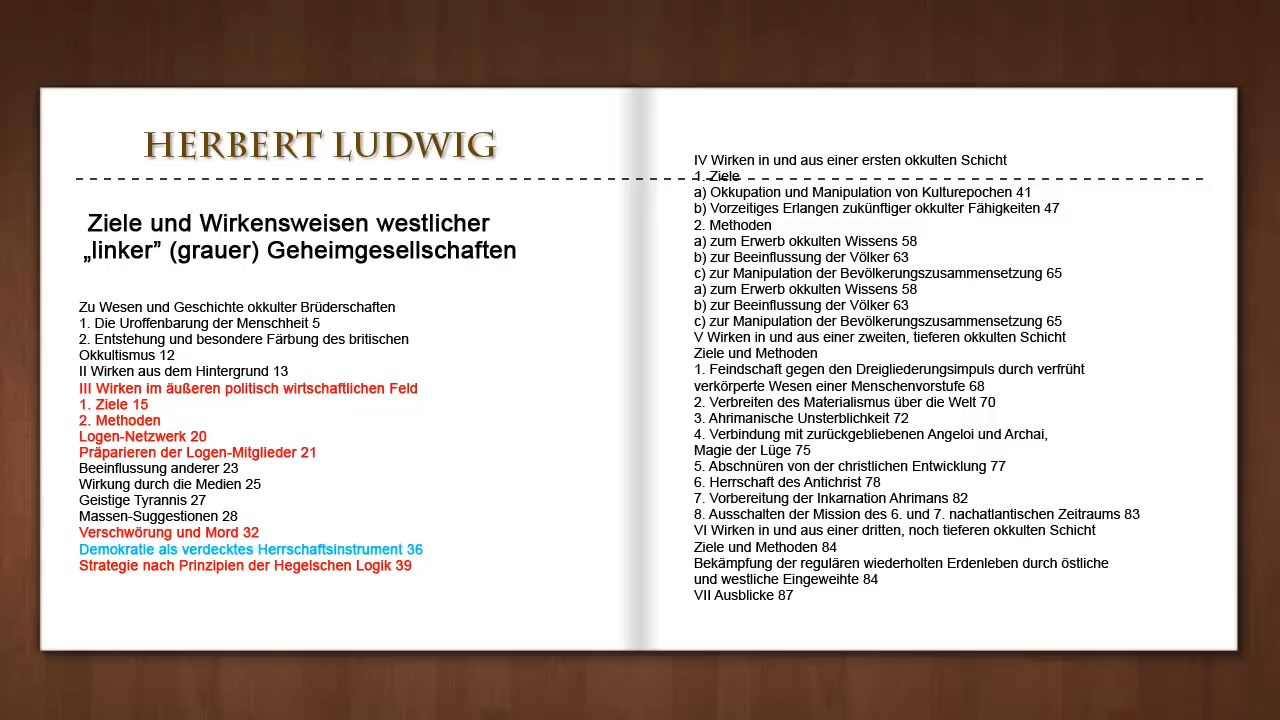 HERBERT LUDWIG
Ziele und Wirkensweisen westlicher
„linker” (grauer) Geheimgesellschaften
Zu Wesen und Geschichte okkulter Brüderschaften
1. Die Uroffenbarung der Menschheit 5
2. Entstehung und besondere Färbung des britischen
Okkultismus 12
II Wirken aus dem Hintergrund 13
III Wirken im äußeren politisch wirtschaftlichen Feld
1. Ziele 15
2. Methoden
Logen-Netzwerk 20
Präparieren der Logen-Mitglieder 21
Beeinflussung anderer 23
Wirkung durch die Medien 25
Geistige Tyrannis 27
Massen-Suggestionen 28
Verschwörung und Mord 32
Demokratie als verdecktes Herrschaftsinstrument 36
Strategie nach Prinzipien der Hegelschen Logik 39
IV Wirken in und aus einer ersten okkulten Schicht
1. Ziele
a) Okkupation und Manipulation von Kulturepochen 41
b) Vorzeitiges Erlangen zukünftiger okkulter Fähigkeiten 47
2. Methoden
a) zum Erwerb okkulten Wissens 58
b) zur Beeinflussung der Völker 63
c) zur Manipulation der Bevölkerungszusammensetzung 65
a) zum Erwerb okkulten Wissens 58
b) zur Beeinflussung der Völker 63
c) zur Manipulation der Bevölkerungszusammensetzung 65
V Wirken in und aus einer zweiten, tieferen okkulten Schicht
Ziele und Methoden
1. Feindschaft gegen den Dreigliederungsimpuls durch verfrüht
verkörperte Wesen einer Menschenvorstufe 68
2. Verbreiten des Materialismus über die Welt 70
3. Ahrimanische Unsterblichkeit 72
4. Verbindung mit zurückgebliebenen Angeloi und Archai,
Magie der Lüge 75
5. Abschnüren von der christlichen Entwicklung 77
6. Herrschaft des Antichrist 78
7. Vorbereitung der Inkarnation Ahrimans 82
8. Ausschalten der Mission des 6. und 7. nachatlantischen Zeitraums 83
VI Wirken in und aus einer dritten, noch tieferen okkulten Schicht
Ziele und Methoden 84
Bekämpfung der regulären wiederholten Erdenleben durch östliche
und westliche Eingeweihte 84
VII Ausblicke 87